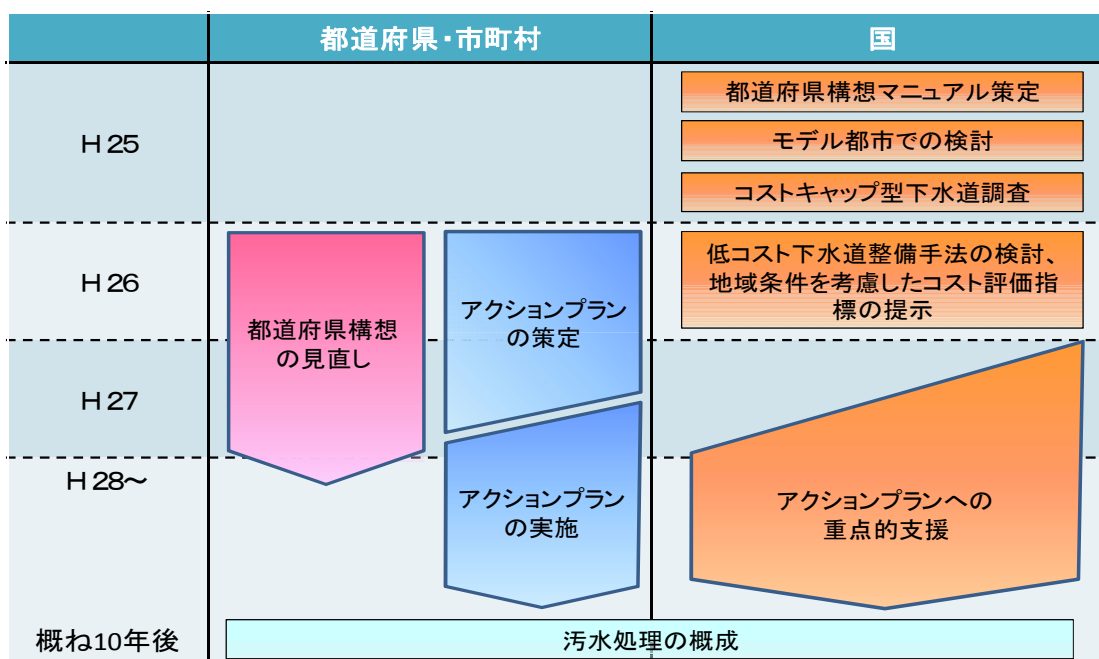 都道府県・市町村
国
H25
都道府県構想マニュアル策定
モデル都市での検討
コストキャップ型下水道調査
H26
都道府県構想
の見直し
アクションプラン
の策定
低コスト下水道整備手法の検討、
地域条件を考慮したコスト評価指
標の提示
H27
H28～
アクションプラン
の実施
アクションプランへの
重点的支援
概ね10年後
汚水処理の概成